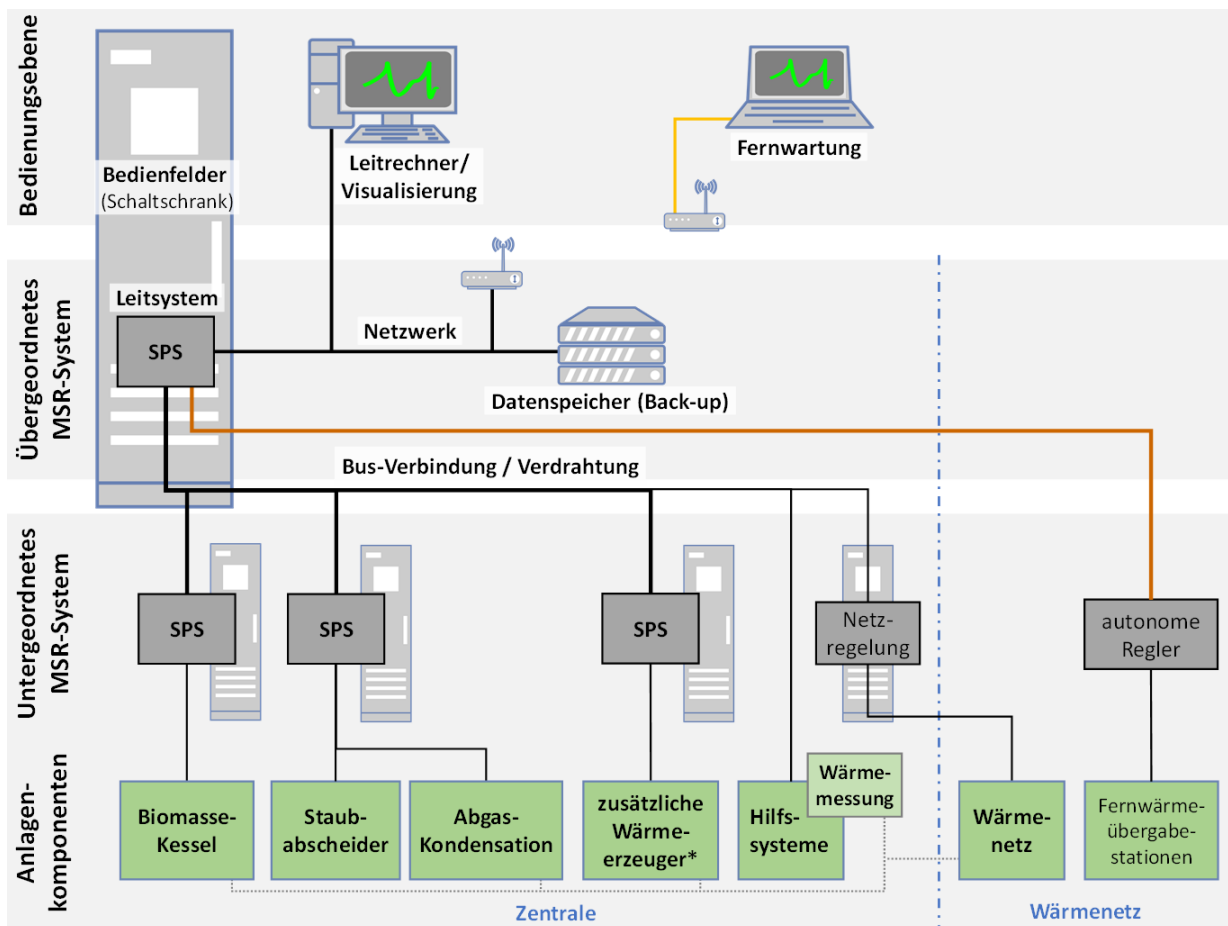 Bedienungsebene
Bedienfelder
(Schaltschrank)
Leitrechner/
Visualisierung
Fernwartung
Übergeordnetes
MSR-System
Leitsystem
SPS
Netzwerk
Datenspeicher (Back-up)
Bus-Verbindung / Verdrahtung
Untergeordnetes
MSR-System
SPS
SPS
SPS
Netz-
regelung
autonome
Regler
Anlagen-
komponenten
Biomasse-
Kessel
Staub-
abscheider
Abgas-
Kondensation
zusätzliche
Wärme-
erzeuger*
Hilfs-
systeme
Wärme-
messung
Wärme-
netz
Fernwärme-
übergabe-
stationen
Zentrale
Wärmenetz